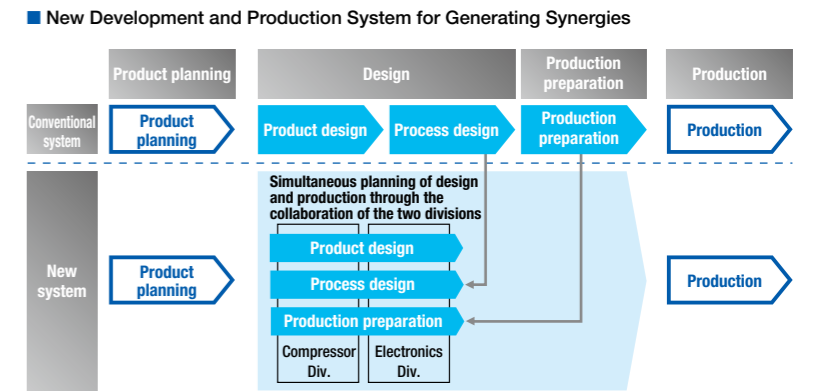 ■ New Development and Production System for Generating Synergies
Product planning
Design
Production
preparation
Production
Conventional
system
Product
planning
Product design
Process design
Production
preparation
Production
New
system
Product
planning
Simultaneous planning of design
and production through the
collaboration of the two divisions
Product design
Process design
Production preparation
Compressor
Div.
Electronics
Div.
Production